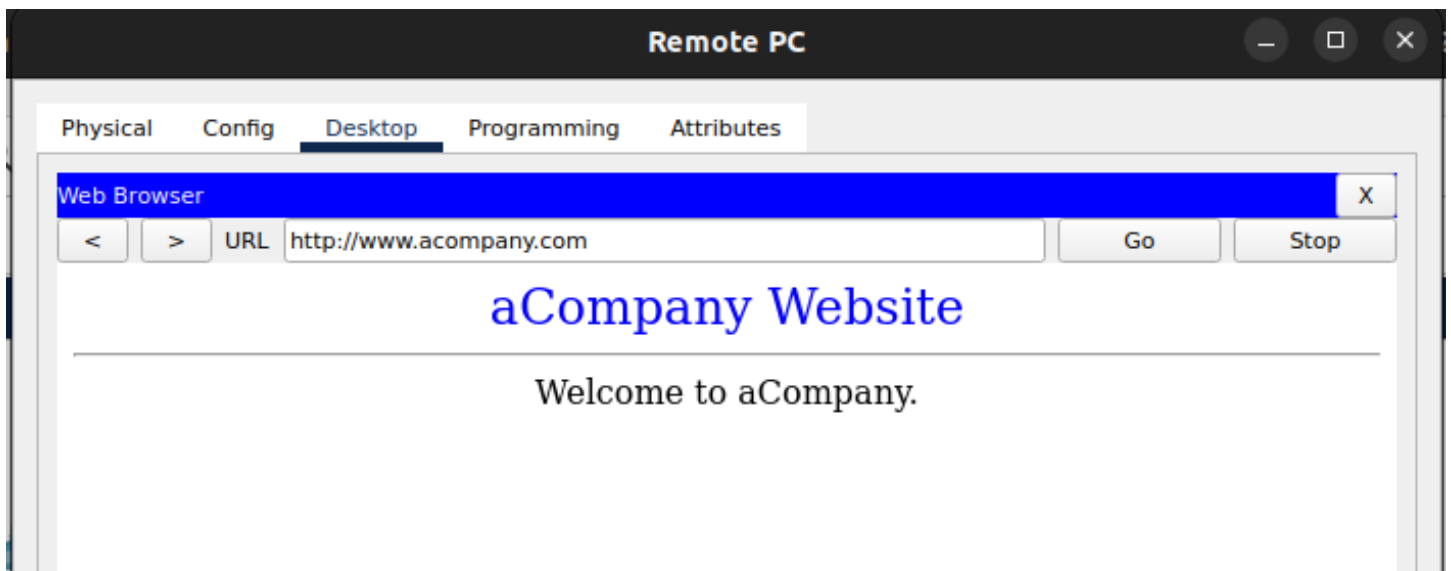 Remote PC
Physical Config Desktop Programming Attributes
Web Browser X
< > URL http://www.acompany.com Go Stop
aCompany Website
Welcome to aCompany.